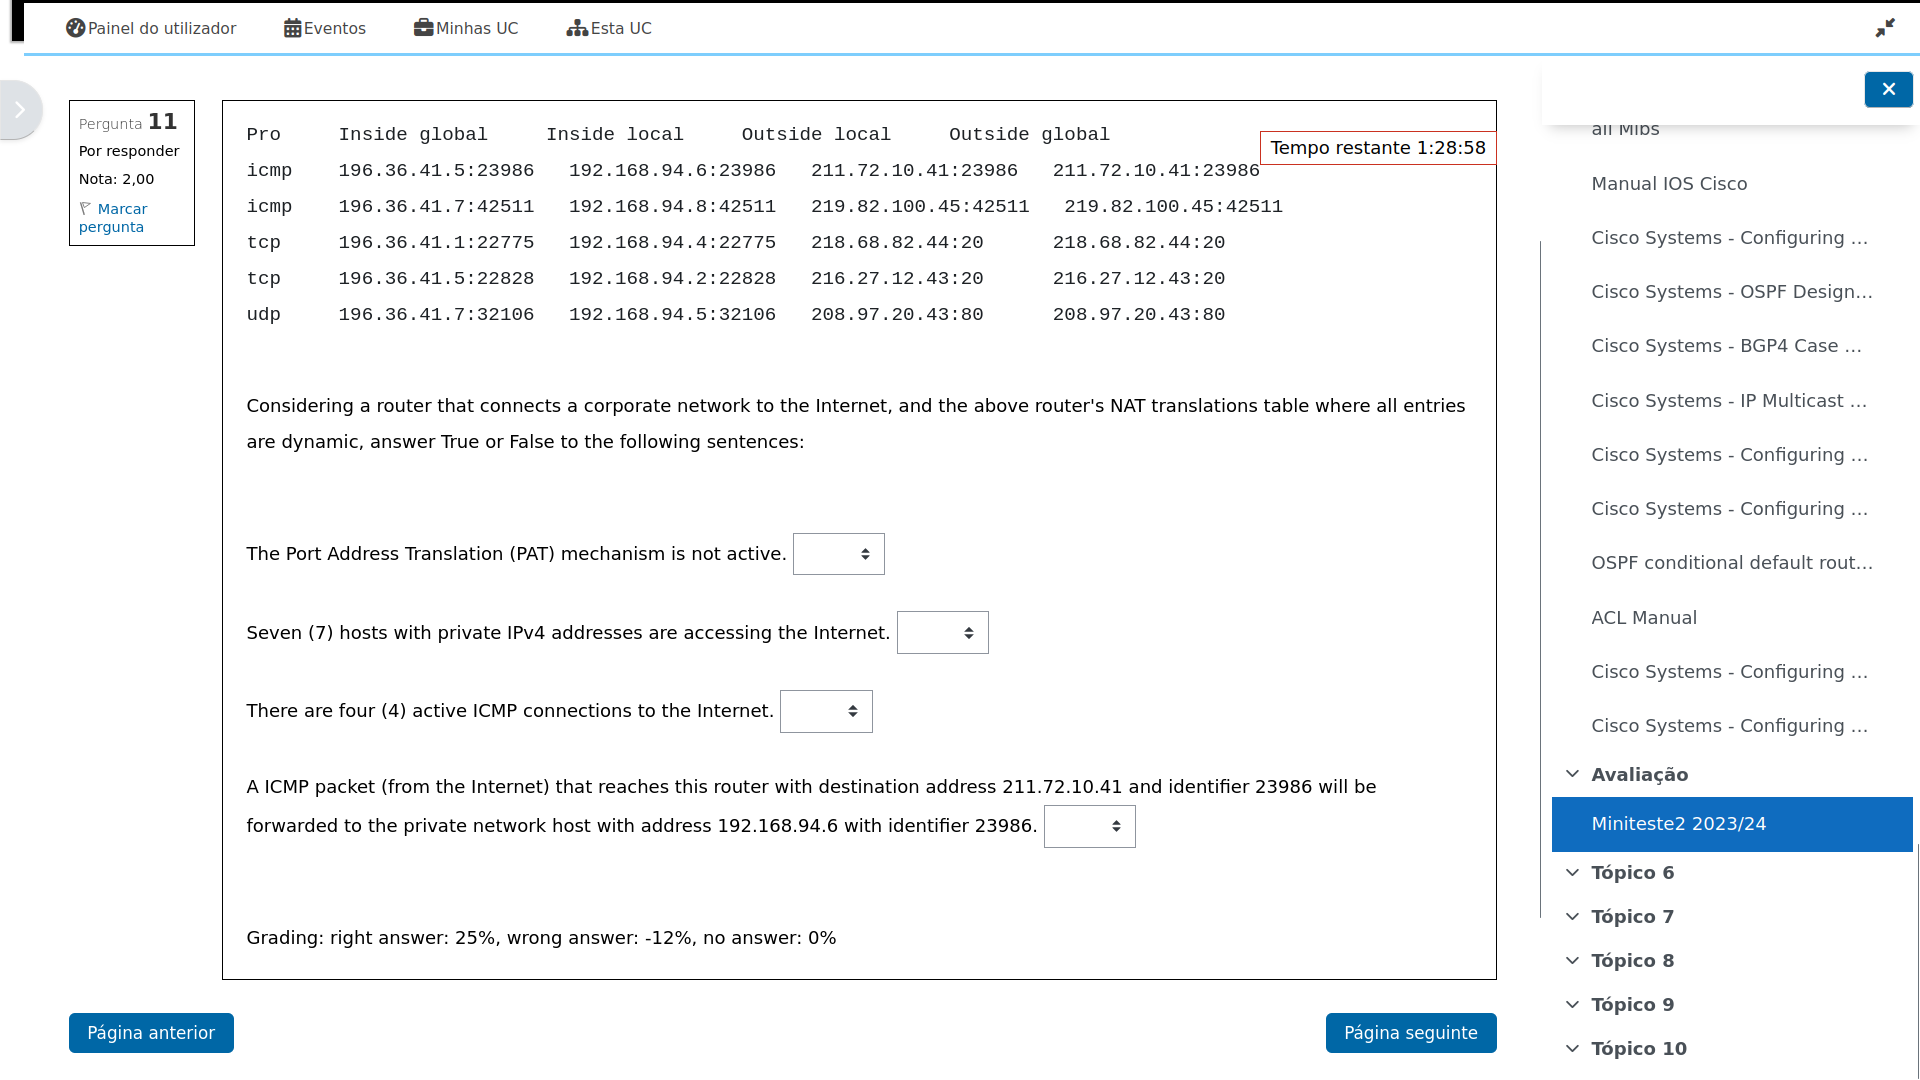 Painel do utilizador Eventos Minhas UC Esta UC
Pergunta 11
Por responder
Nota: 2,00
Marcar
pergunta
Tempo restante 1:28:58
Pro Inside global Inside local Outside local Outside global
icmp 196.36.41.5:23986 192.168.94.6:23986 211.72.10.41:23986 211.72.10.41:23986
icmp 196.36.41.7:42511 192.168.94.8:42511 219.82.100.45:42511 219.82.100.45:42511
tcp 196.36.41.1:22775 192.168.94.4:22775 218.68.82.44:20 218.68.82.44:20
tcp 196.36.41.5:22828 192.168.94.2:22828 216.27.12.43:20 216.27.12.43:20
udp 196.36.41.7:32106 192.168.94.5:32106 208.97.20.43:80 208.97.20.43:80
Considering a router that connects a corporate network to the Internet, and the above router's NAT translations table where all entries
are dynamic, answer True or False to the following sentences:
The Port Address Translation (PAT) mechanism is not active.
Seven (7) hosts with private IPv4 addresses are accessing the Internet.
There are four (4) active ICMP connections to the Internet.
A ICMP packet (from the Internet) that reaches this router with destination address 211.72.10.41 and identifier 23986 will be
forwarded to the private network host with address 192.168.94.6 with identifier 23986.
Grading: right answer: 25%, wrong answer: -12%, no answer: 0%
Página anterior
Página seguinte
all Mibs
Manual IOS Cisco
Cisco Systems - Configuring ...
Cisco Systems - OSPF Design...
Cisco Systems - BGP4 Case ...
Cisco Systems - IP Multicast ...
Cisco Systems - Configuring ...
Cisco Systems - Configuring ...
OSPF conditional default rout...
ACL Manual
Cisco Systems - Configuring ...
Cisco Systems - Configuring ...
Avaliação
Miniteste2 2023/24
Tópico 6
Tópico 7
Tópico 8
Tópico 9
Tópico 10